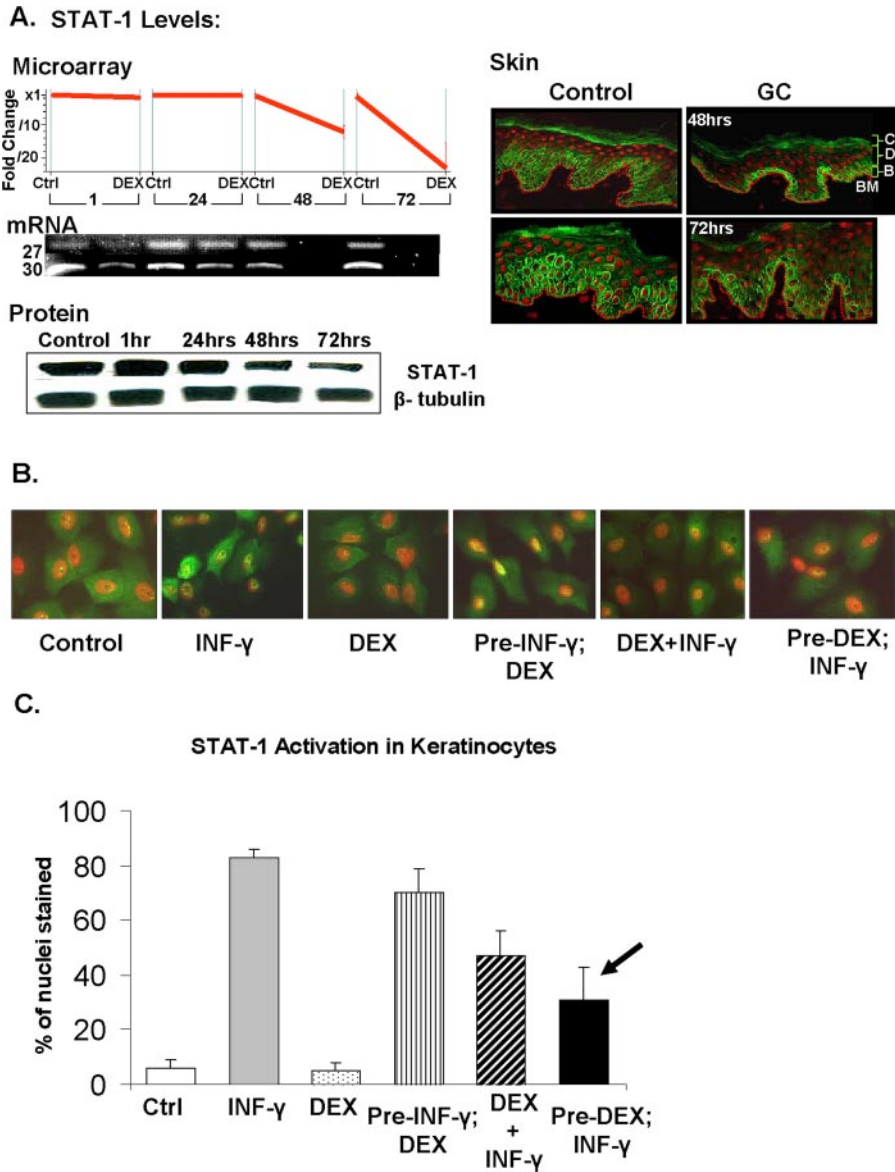 A. STAT-1 Levels:
Microarray
Fold Change
x1
/10
/20
Ctrl DEX Ctrl DEX Ctrl DEX Ctrl DEX
1 24 48 72
mRNA
27
30
Protein
Control 1hr 24hrs 48hrs 72hrs
STAT-1
β- tubulin
Skin
Control GC
48hrs
C
D
B
BM
72hrs
B.
Control
INF-γ
DEX
Pre-INF-γ;
DEX
DEX+INF-γ
Pre-DEX;
INF-γ
C.
STAT-1 Activation in Keratinocytes
% of nuclei stained
100
80
60
40
20
0
Ctrl
INF-γ
DEX
Pre-INF-γ;
DEX
DEX
+
INF-γ
Pre-DEX;
INF-γ